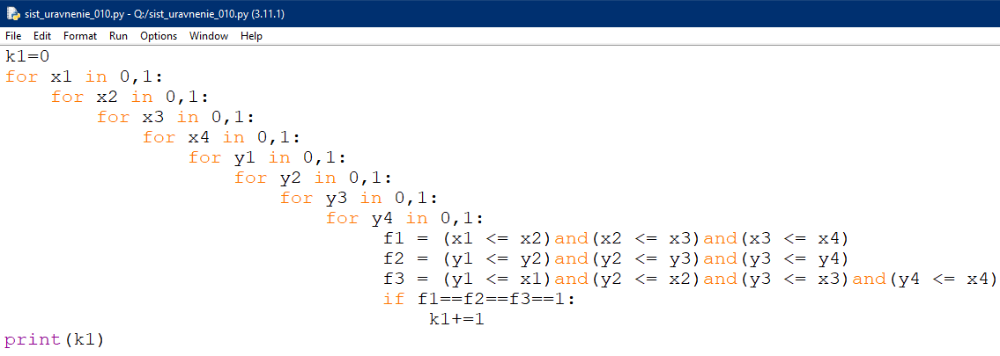 sist_uravnenie_010.py - Q:/sist_uravnenie_010.py (3.11.1)
File Edit Format Run Options Window Help
k1=0
for x1 in 0,1:
    for x2 in 0,1:
        for x3 in 0,1:
            for x4 in 0,1:
                for y1 in 0,1:
                    for y2 in 0,1:
                        for y3 in 0,1:
                            for y4 in 0,1:
                                 f1 = (x1 <= x2)and(x2 <= x3)and(x3 <= x4)
                                 f2 = (y1 <= y2)and(y2 <= y3)and(y3 <= y4)
                                 f3 = (y1 <= x1)and(y2 <= x2)and(y3 <= x3)and(y4 <= x4)
                                 if f1==f2==f3==1:
                                     k1+=1
print(k1)